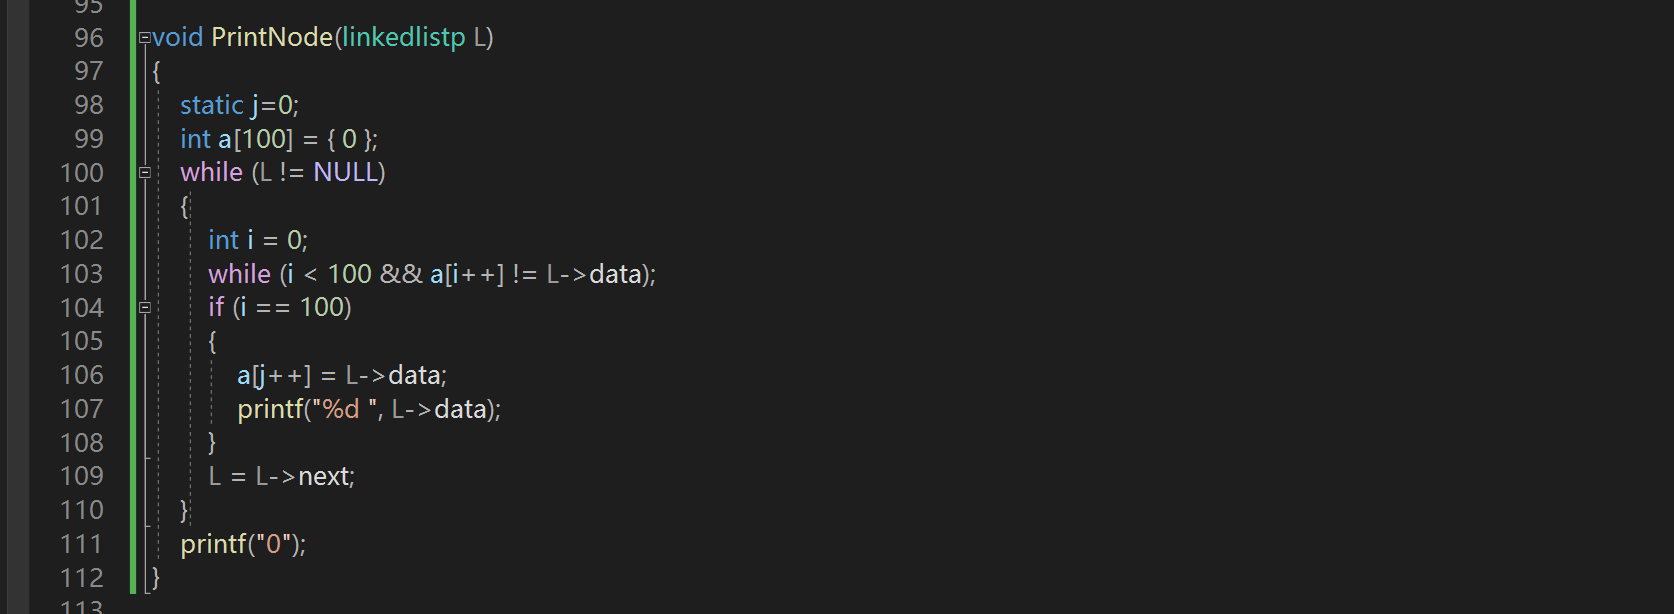 95
96 void PrintNode(linkedlistp L)
97 {
98 static j=0;
99 int a[100] = { 0 };
100 while (L != NULL)
101 {
102 int i = 0;
103 while (i < 100 && a[i++] != L->data);
104 if (i == 100)
105 {
106 a[j++] = L->data;
107 printf("%d ", L->data);
108 }
109 L = L->next;
110 }
111 printf("0");
112 }
113